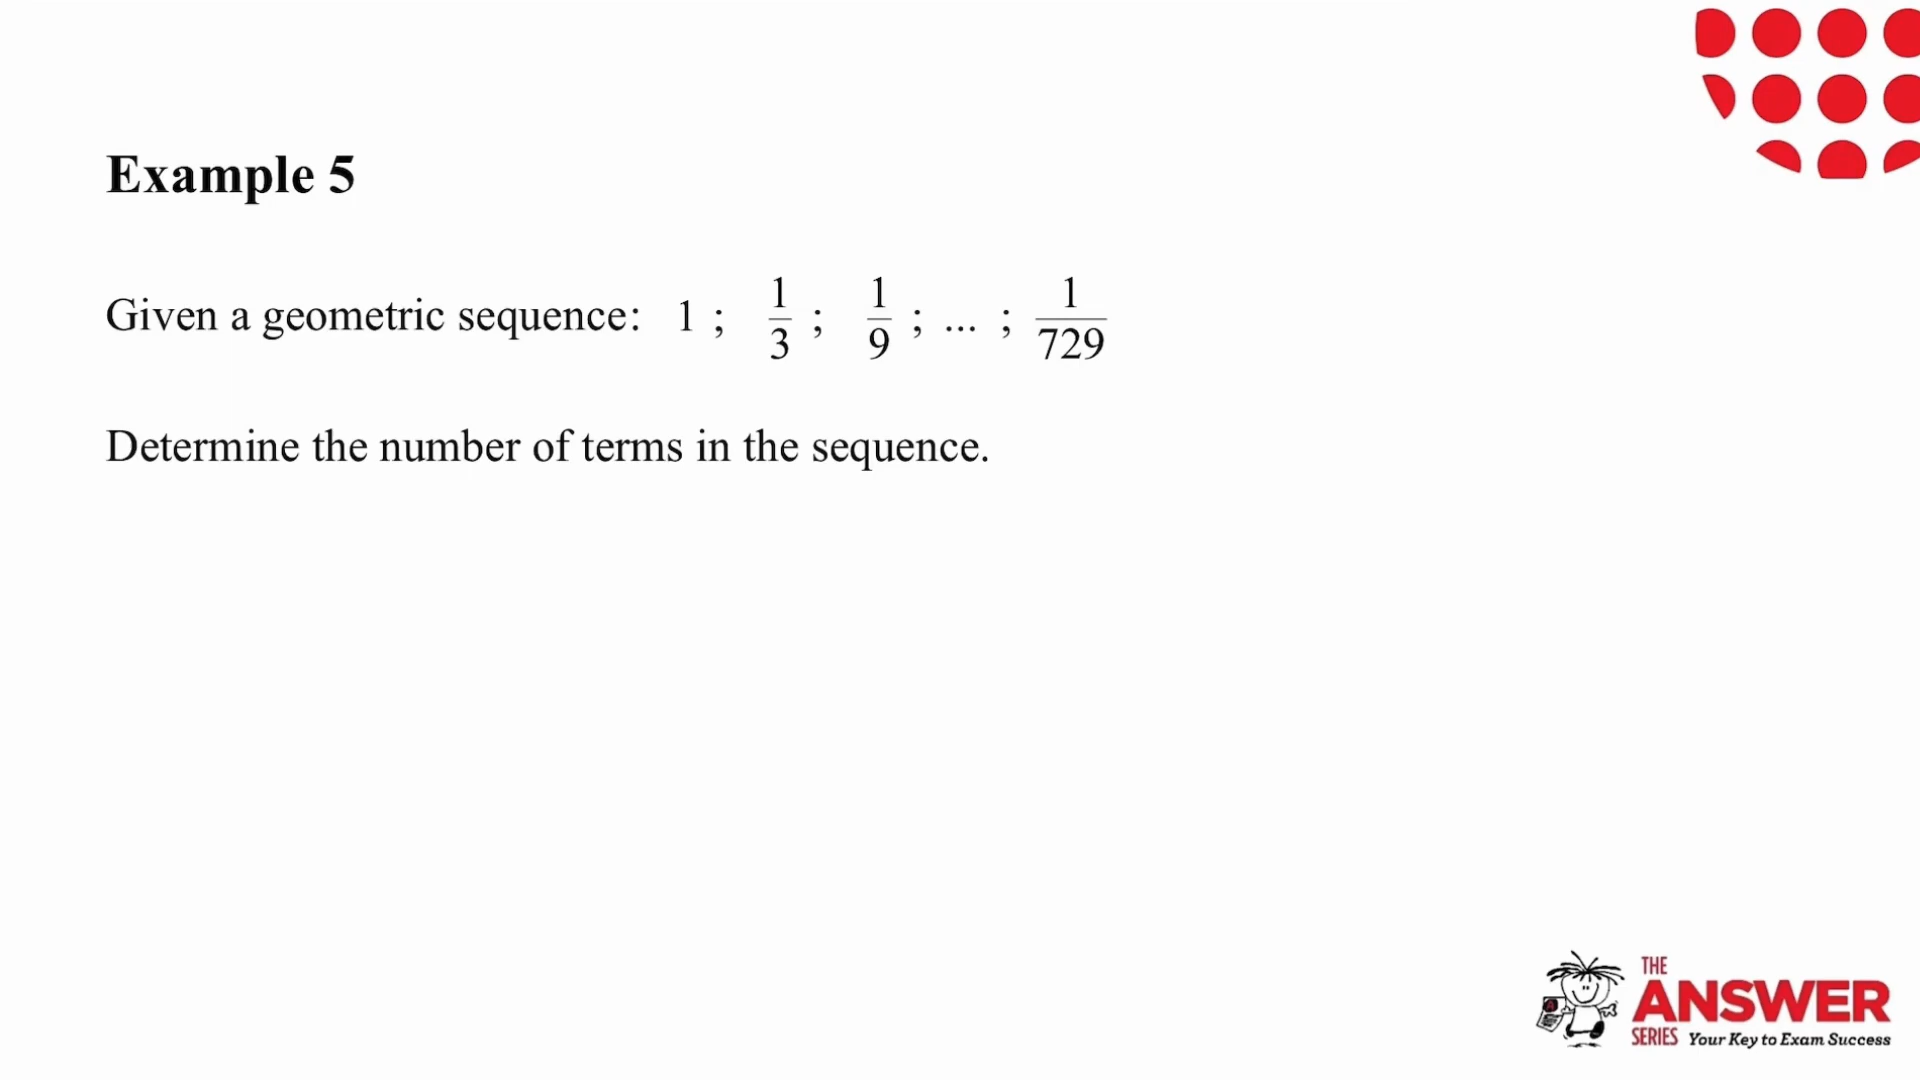 Example 5
Given a geometric sequence: 1 ; 1/3 ; 1/9 ; ... ; 1/729
Determine the number of terms in the sequence.
THE
ANSWER
SERIES Your Key to Exam Success